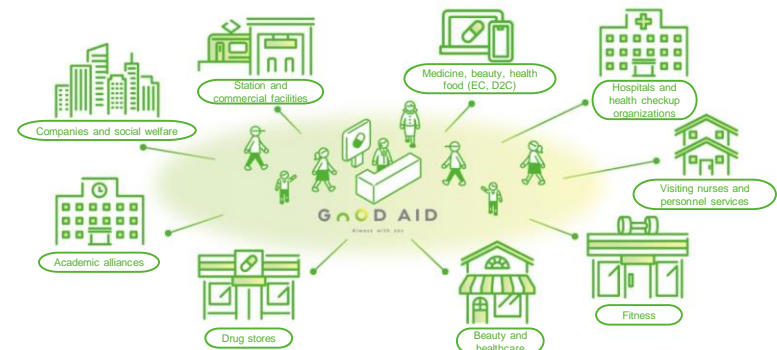 Station and
commercial facilities
Medicine, beauty, health
food (EC, D2C)
Hospitals and
health checkup
organizations
Companies and social welfare
Visiting nurses and
personnel services
GOOD AID
Always with you
Academic alliances
Fitness
Drug stores
Beauty and
healthcare